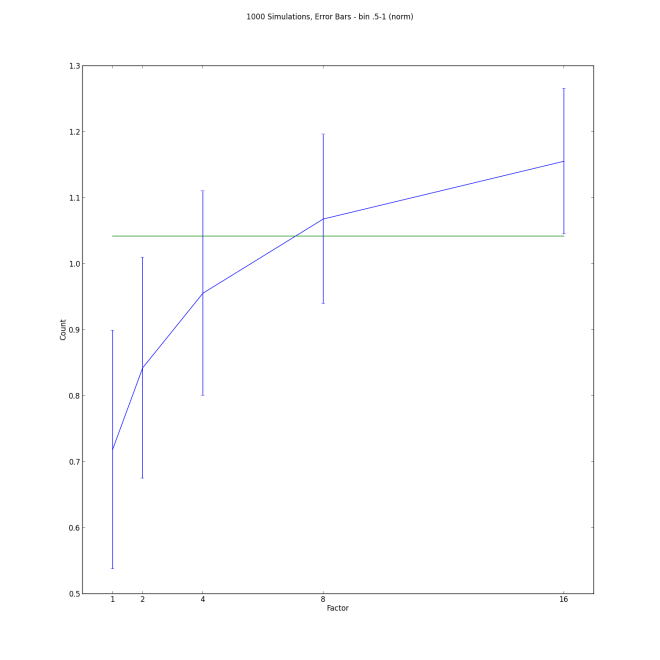 1000 Simulations, Error Bars - bin .5-1 (norm)
1.3
1.2
1.1
1.0
0.9
0.8
0.7
0.6
0.5
Count
1 2 4 8 16
Factor